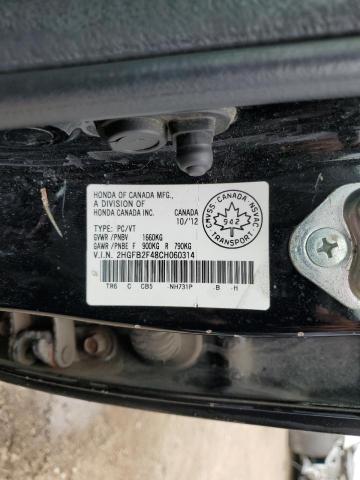 HONDA OF CANADA MFG.,
A DIVISION OF
HONDA CANADA INC.
CANADA
10/'12
TYPE: PC/VT
GVWR /PNBV 1660KG
GAWR /PNBE F 900KG R 790KG
V.I.N. 2HGFB2F48CH060314
TR6 C CB5 -NH731P -B -H
CMVSS CANADA NSVAC
942
TRANSPORT